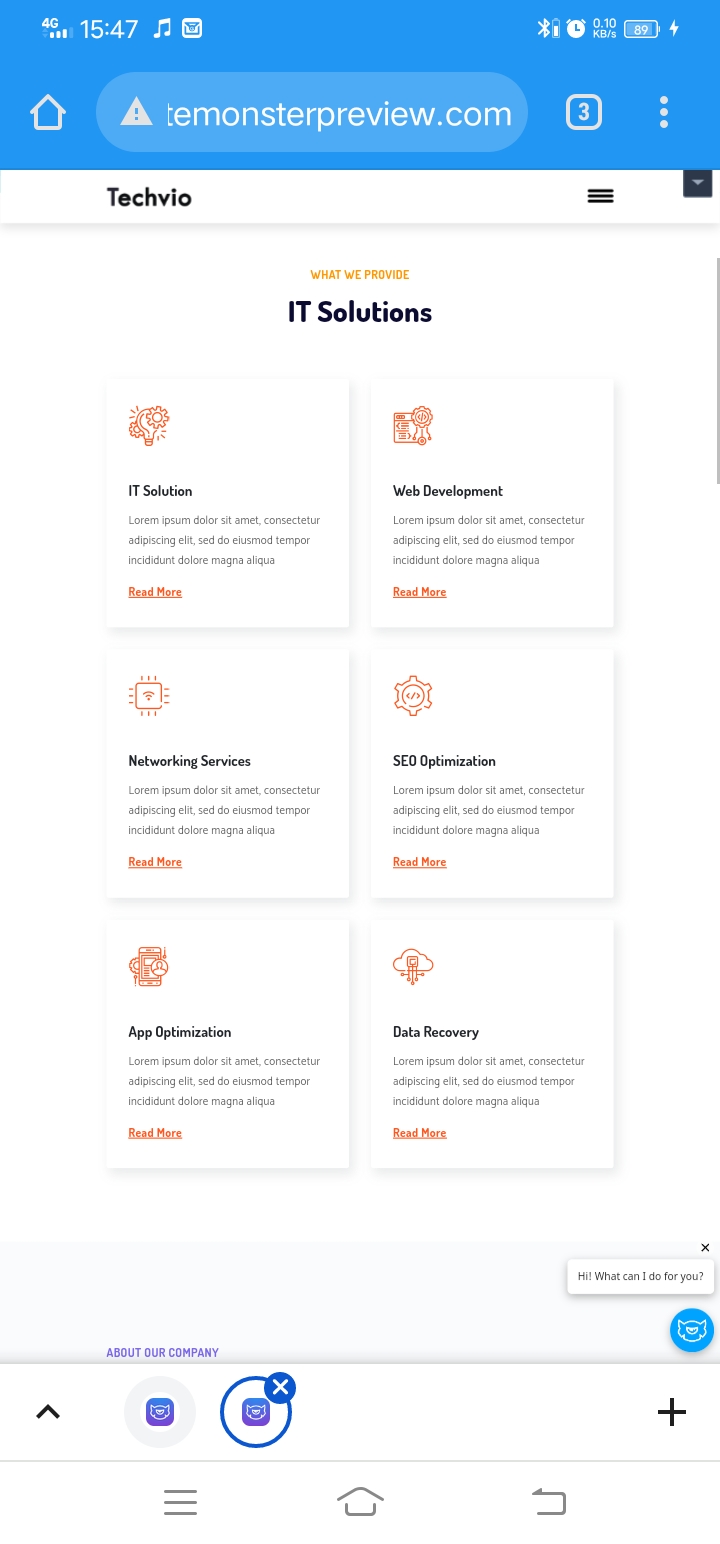 4G 15:47 0.10 KB/s 89
temonsterpreview.com 3
Techvio
WHAT WE PROVIDE
IT Solutions
IT Solution
Lorem ipsum dolor sit amet, consectetur
adipiscing elit, sed do eiusmod tempor
incididunt dolore magna aliqua
Read More
Web Development
Lorem ipsum dolor sit amet, consectetur
adipiscing elit, sed do eiusmod tempor
incididunt dolore magna aliqua
Read More
Networking Services
Lorem ipsum dolor sit amet, consectetur
adipiscing elit, sed do eiusmod tempor
incididunt dolore magna aliqua
Read More
SEO Optimization
Lorem ipsum dolor sit amet, consectetur
adipiscing elit, sed do eiusmod tempor
incididunt dolore magna aliqua
Read More
App Optimization
Lorem ipsum dolor sit amet, consectetur
adipiscing elit, sed do eiusmod tempor
incididunt dolore magna aliqua
Read More
Data Recovery
Lorem ipsum dolor sit amet, consectetur
adipiscing elit, sed do eiusmod tempor
incididunt dolore magna aliqua
Read More
Hi! What can I do for you?
ABOUT OUR COMPANY